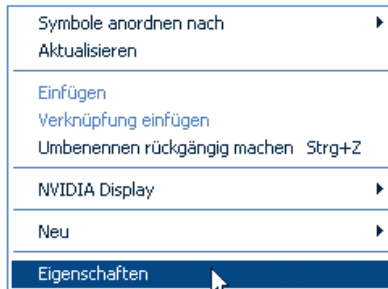 Symbole anordnen nach
Aktualisieren
Einfügen
Verknüpfung einfügen
Umbenennen rückgängig machen Strg+Z
NVIDIA Display
Neu
Eigenschaften